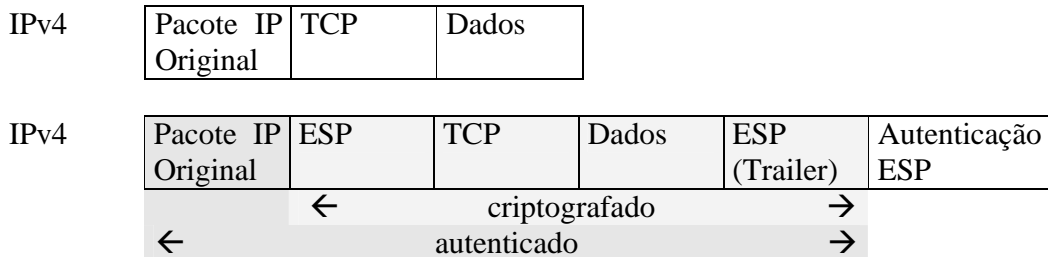 IPv4 Pacote IP TCP Dados
Original
IPv4 Pacote IP ESP TCP Dados ESP Autenticação
Original (Trailer) ESP
← criptografado →
← autenticado →